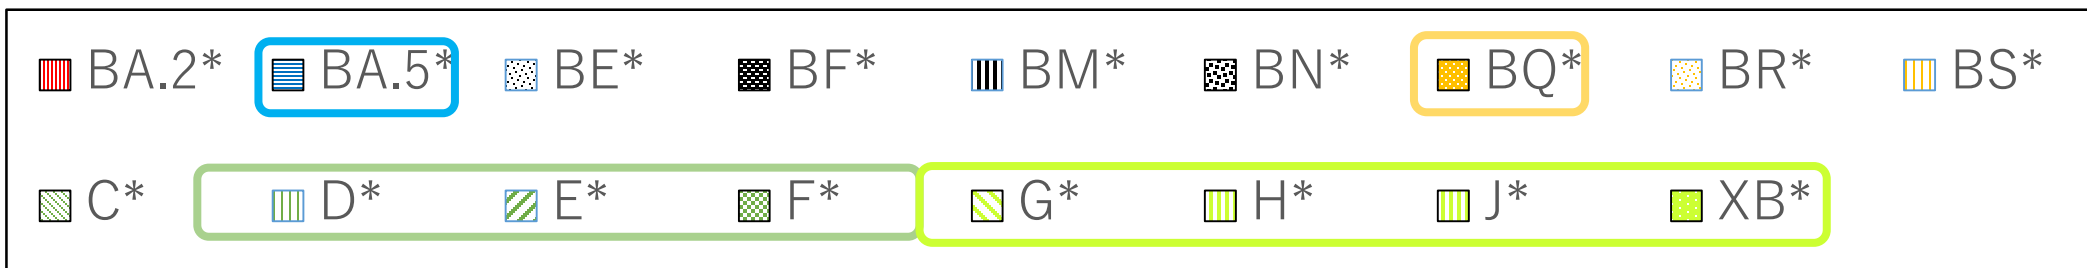 BA.2* BA.5* BE* BF* BM* BN* BQ* BR* BS*
C* D* E* F* G* H* J* XB*